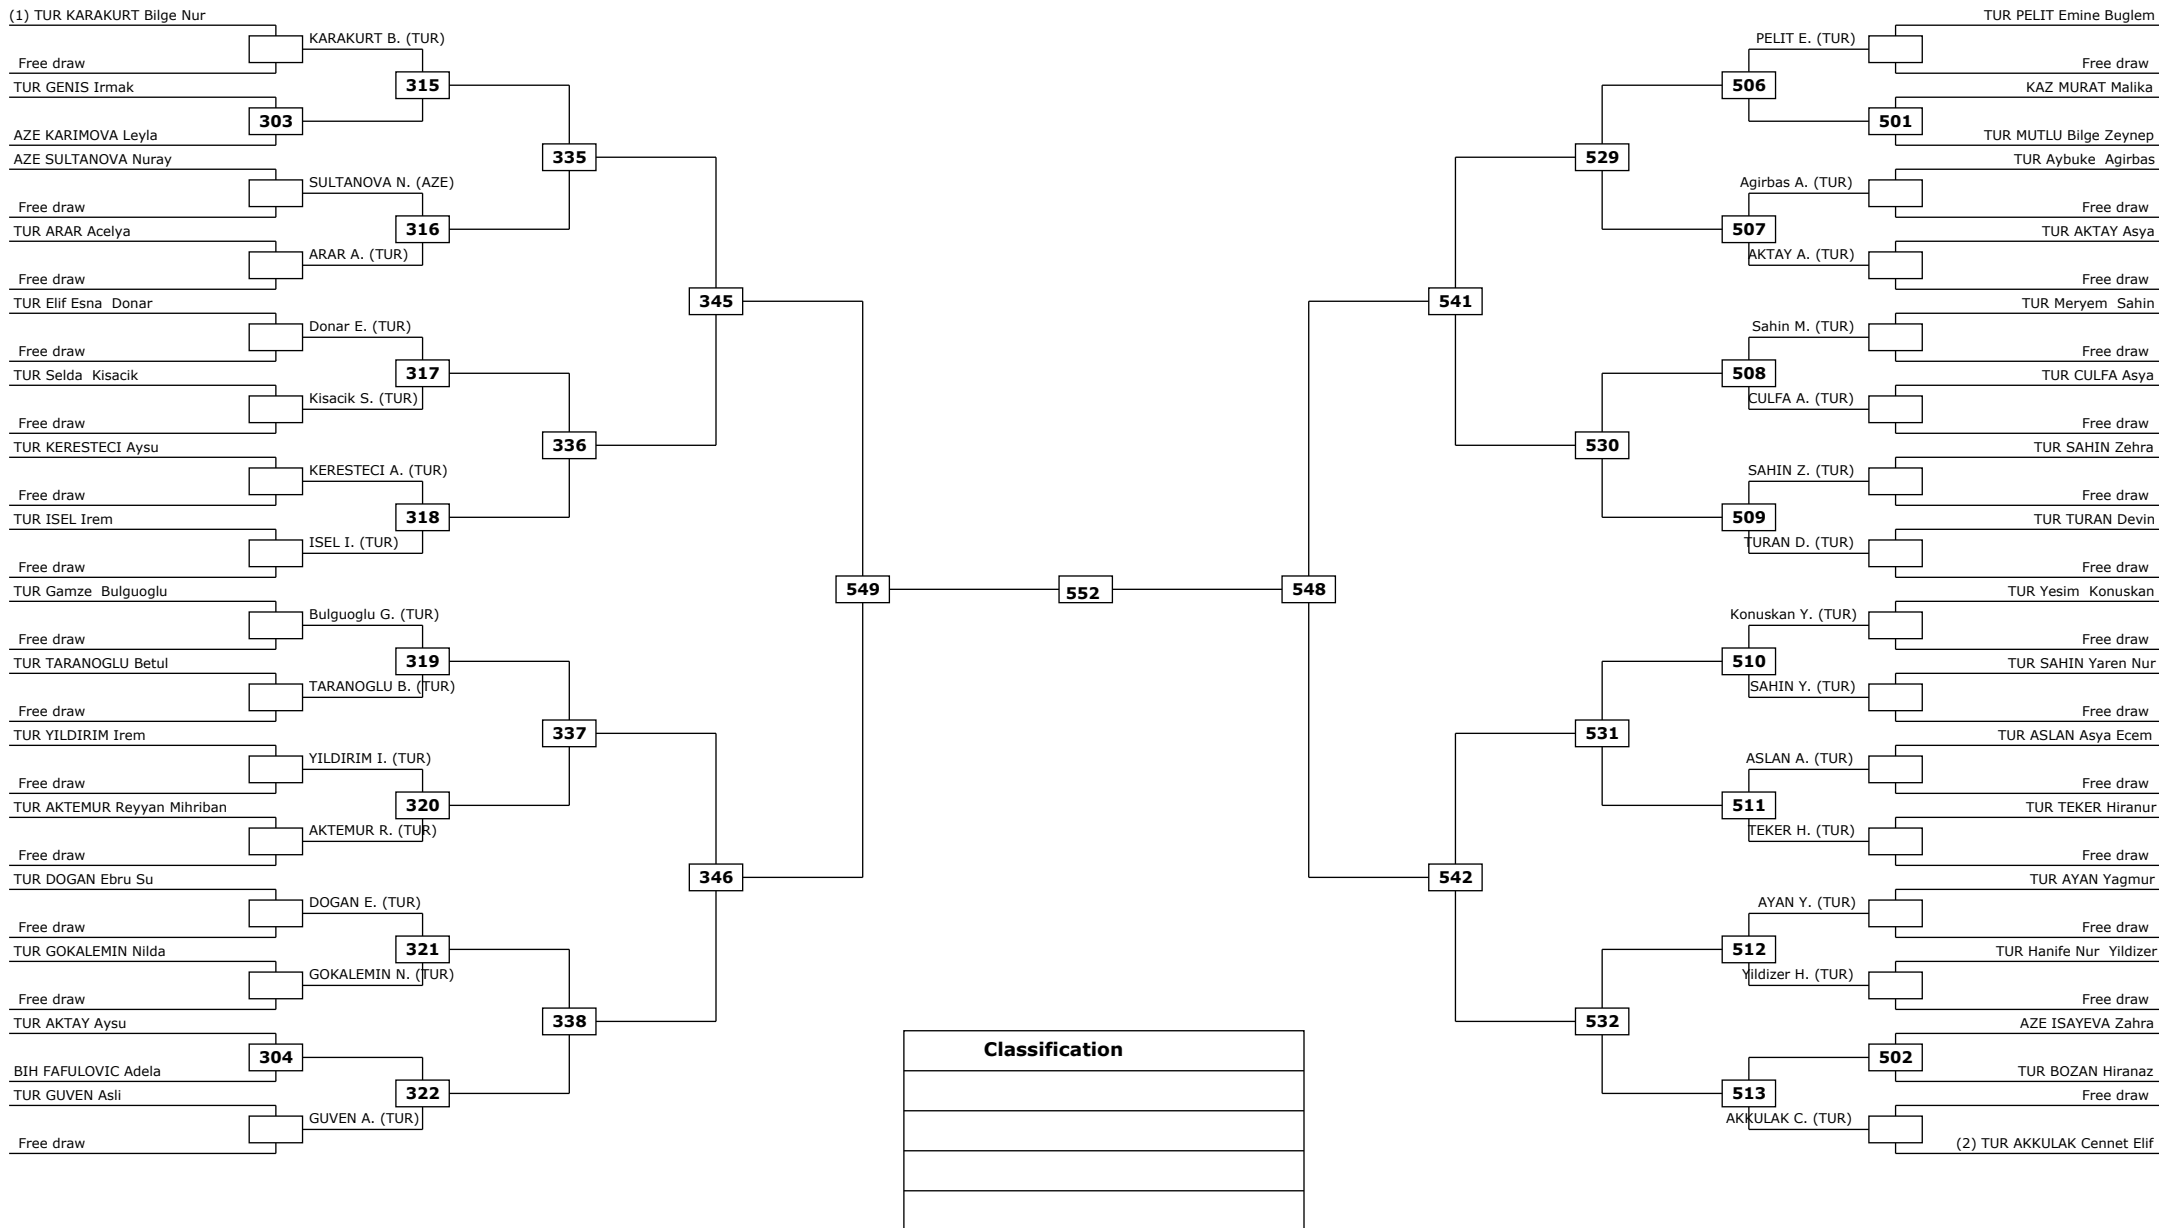 (1) TUR KARAKURT Bilge Nur
KARAKURT B. (TUR)
Free draw
315
TUR GENIS Irmak
303
AZE KARIMOVA Leyla
335
AZE SULTANOVA Nuray
SULTANOVA N. (AZE)
Free draw
316
TUR ARAR Acelya
ARAR A. (TUR)
Free draw
345
TUR Elif Esna  Donar
Donar E. (TUR)
Free draw
317
TUR Selda  Kisacik
Kisacik S. (TUR)
Free draw
336
TUR KERESTECI Aysu
KERESTECI A. (TUR)
Free draw
318
TUR ISEL Irem
ISEL I. (TUR)
Free draw
549
TUR Gamze  Bulguoglu
Bulguoglu G. (TUR)
Free draw
319
TUR TARANOGLU Betul
TARANOGLU B. (TUR)
Free draw
337
TUR YILDIRIM Irem
YILDIRIM I. (TUR)
Free draw
320
TUR AKTEMUR Reyyan Mihriban
AKTEMUR R. (TUR)
Free draw
346
TUR DOGAN Ebru Su
DOGAN E. (TUR)
Free draw
321
TUR GOKALEMIN Nilda
GOKALEMIN N. (TUR)
Free draw
338
TUR AKTAY Aysu
304
BIH FAFULOVIC Adela
322
TUR GUVEN Asli
GUVEN A. (TUR)
Free draw
552
TUR PELIT Emine Buglem
PELIT E. (TUR)
Free draw
506
KAZ MURAT Malika
501
TUR MUTLU Bilge Zeynep
529
TUR Aybuke  Agirbas
Agirbas A. (TUR)
Free draw
507
TUR AKTAY Asya
AKTAY A. (TUR)
Free draw
541
TUR Meryem  Sahin
Sahin M. (TUR)
Free draw
508
TUR CULFA Asya
CULFA A. (TUR)
Free draw
530
TUR SAHIN Zehra
SAHIN Z. (TUR)
Free draw
509
TUR TURAN Devin
TURAN D. (TUR)
Free draw
548
TUR Yesim  Konuskan
Konuskan Y. (TUR)
Free draw
510
TUR SAHIN Yaren Nur
SAHIN Y. (TUR)
Free draw
531
TUR ASLAN Asya Ecem
ASLAN A. (TUR)
Free draw
511
TUR TEKER Hiranur
TEKER H. (TUR)
Free draw
542
TUR AYAN Yagmur
AYAN Y. (TUR)
Free draw
512
TUR Hanife Nur  Yildizer
Yildizer H. (TUR)
Free draw
532
AZE ISAYEVA Zahra
502
TUR BOZAN Hiranaz
513
Free draw
AKKULAK C. (TUR)
(2) TUR AKKULAK Cennet Elif
Classification